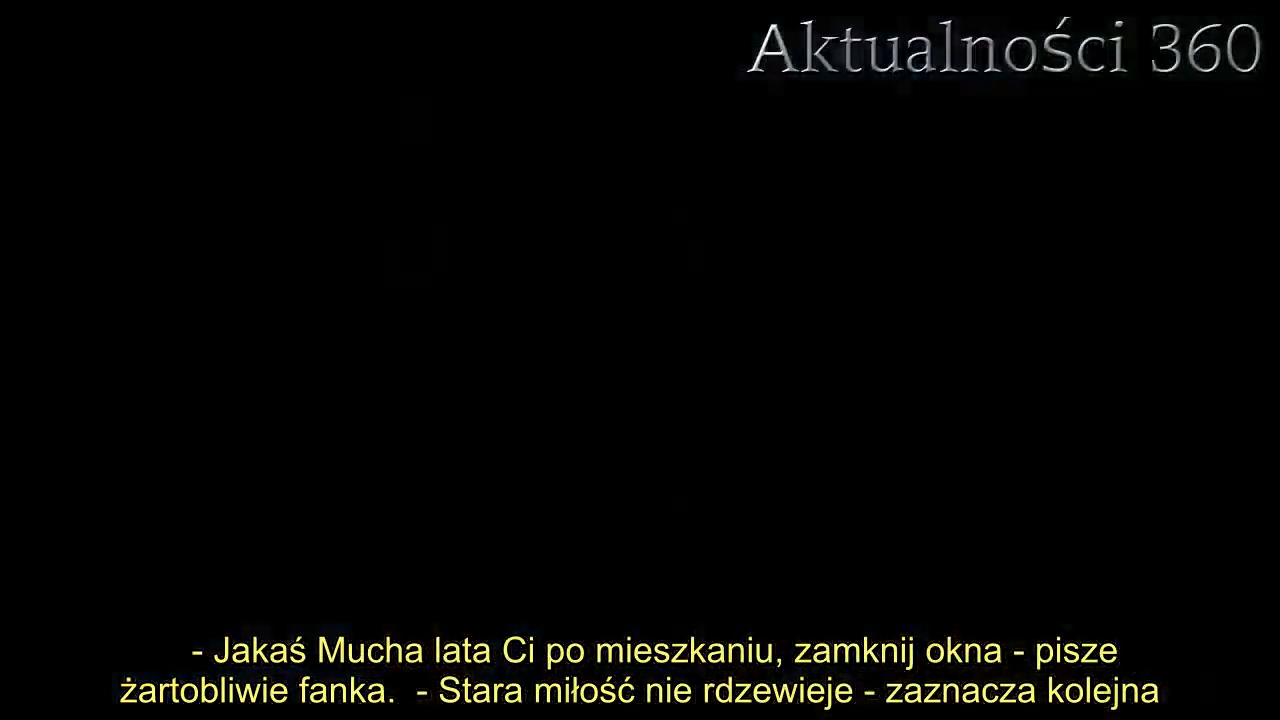 Aktualności 360
- Jakaś Mucha lata Ci po mieszkaniu, zamknij okna - pisze
żartobliwie fanka.  - Stara miłość nie rdzewieje - zaznacza kolejna